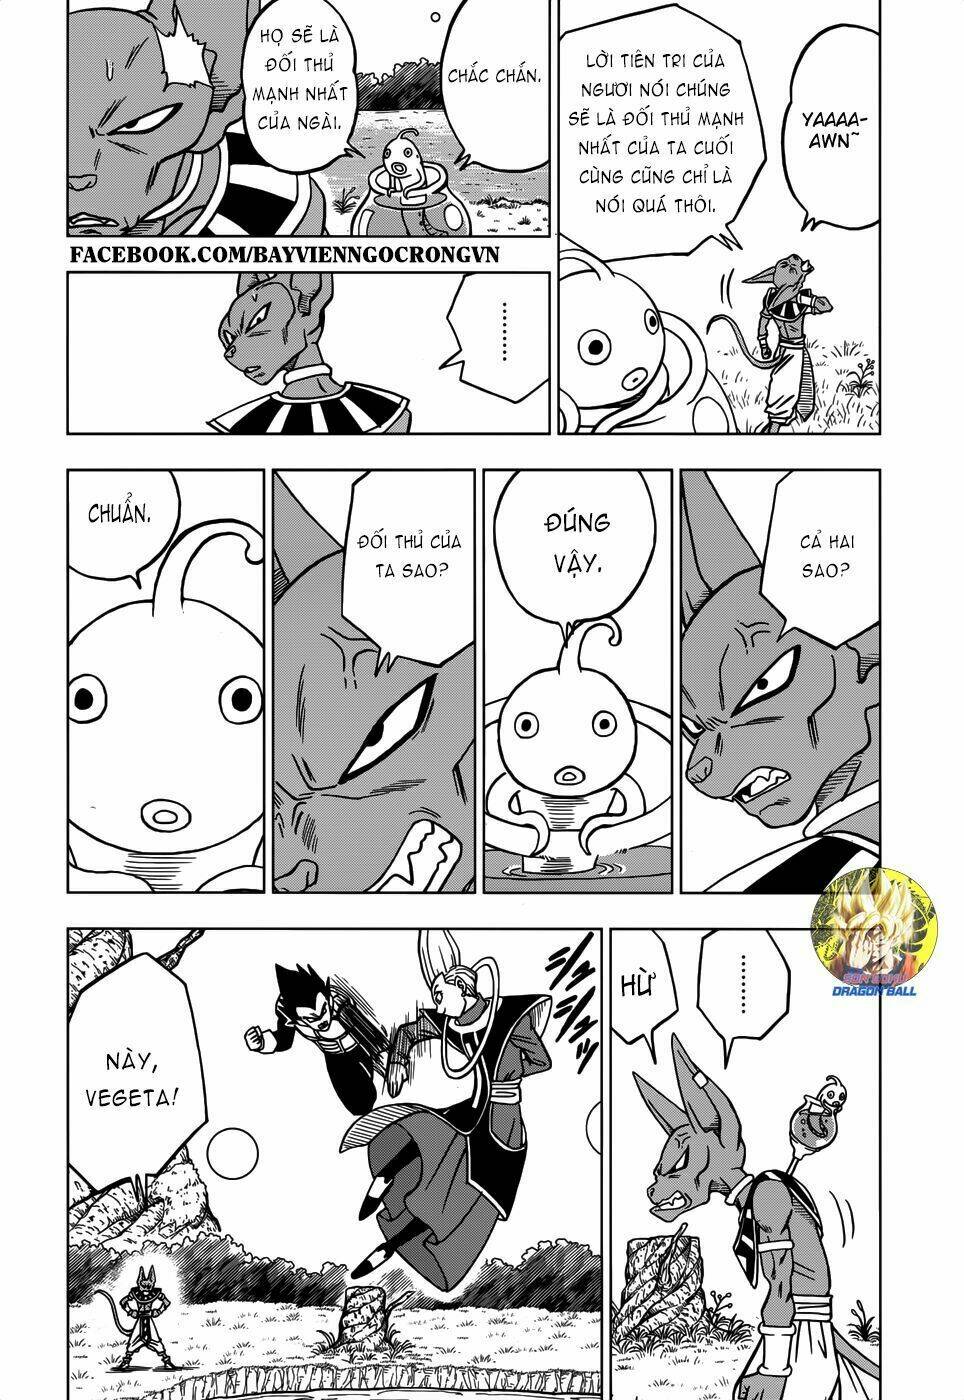 YAAAA-
AWN~
LỜI TIÊN TRI CỦA
NGƯƠI NÓI CHÚNG
SẼ LÀ ĐỐI THỦ MẠNH
NHẤT CỦA TA CUỐI
CÙNG CŨNG CHỈ LÀ
NÓI QUÁ THÔI.
CHẮC CHẮN.
HỌ SẼ LÀ
ĐỐI THỦ
MẠNH NHẤT
CỦA NGÀI.
FACEBOOK.COM/BAYVIENNGOCRONGVN
.......
CẢ HAI
SAO?
ĐÚNG
VẬY.
ĐỐI THỦ CỦA
TA SAO?
CHUẨN.
.......
HỪ
DRAGON BALL
NÀY,
VEGETA!